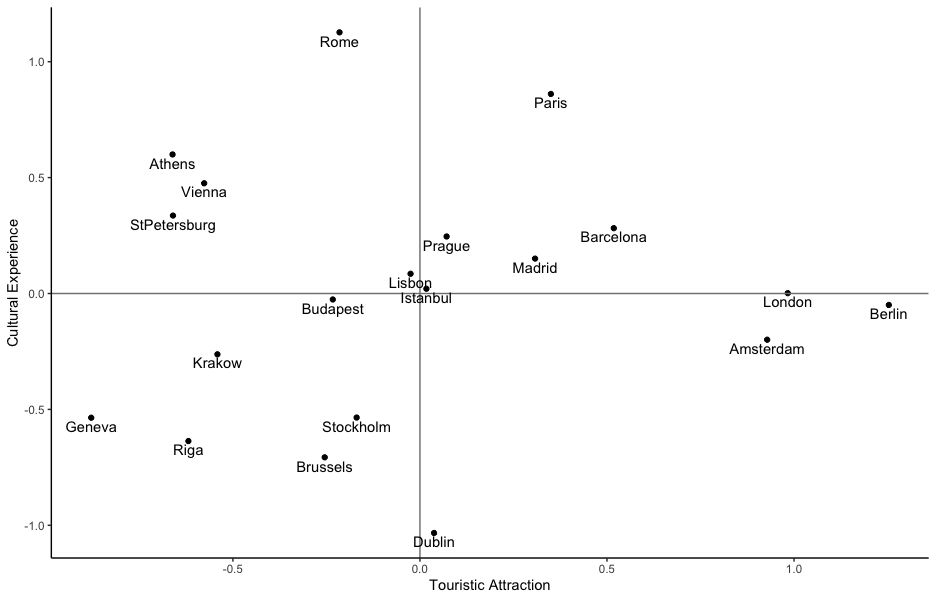 Rome
1.0
Paris
Athens
0.5
Vienna
StPetersburg
Barcelona
Prague
Madrid
Lisbon
0.0
Istanbul
London
Budapest
Berlin
Amsterdam
Krakow
-0.5
Geneva
Stockholm
Riga
Brussels
-1.0
Dublin
Cultural Experience
-0.5
0.0
0.5
1.0
Touristic Attraction